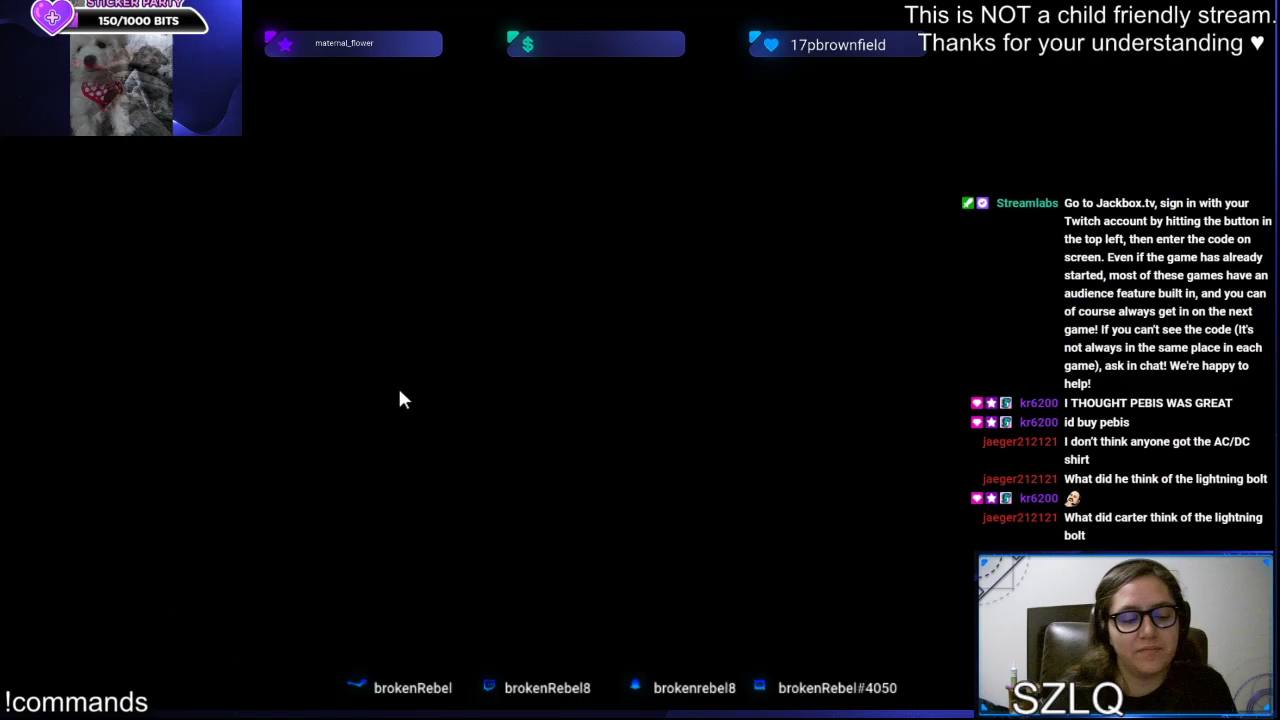 STICKER PARTY
150/1000 BITS
maternal_flower
$
17pbrownfield
This is NOT a child friendly stream.
Thanks for your understanding ♥
Streamlabs Go to Jackbox.tv, sign in with your
Twitch account by hitting the button in
the top left, then enter the code on
screen. Even if the game has already
started, most of these games have an
audience feature built in, and you can
of course always get in on the next
game! If you can't see the code (It's
not always in the same place in each
game), ask in chat! We're happy to
help!
kr6200 I THOUGHT PEBIS WAS GREAT
kr6200 id buy pebis
jaeger212121 I don't think anyone got the AC/DC
shirt
jaeger212121 What did he think of the lightning bolt
kr6200
jaeger212121 What did carter think of the lightning
bolt
!commands
brokenRebel
brokenRebel8
brokenrebel8
brokenRebel#4050
SZLQ